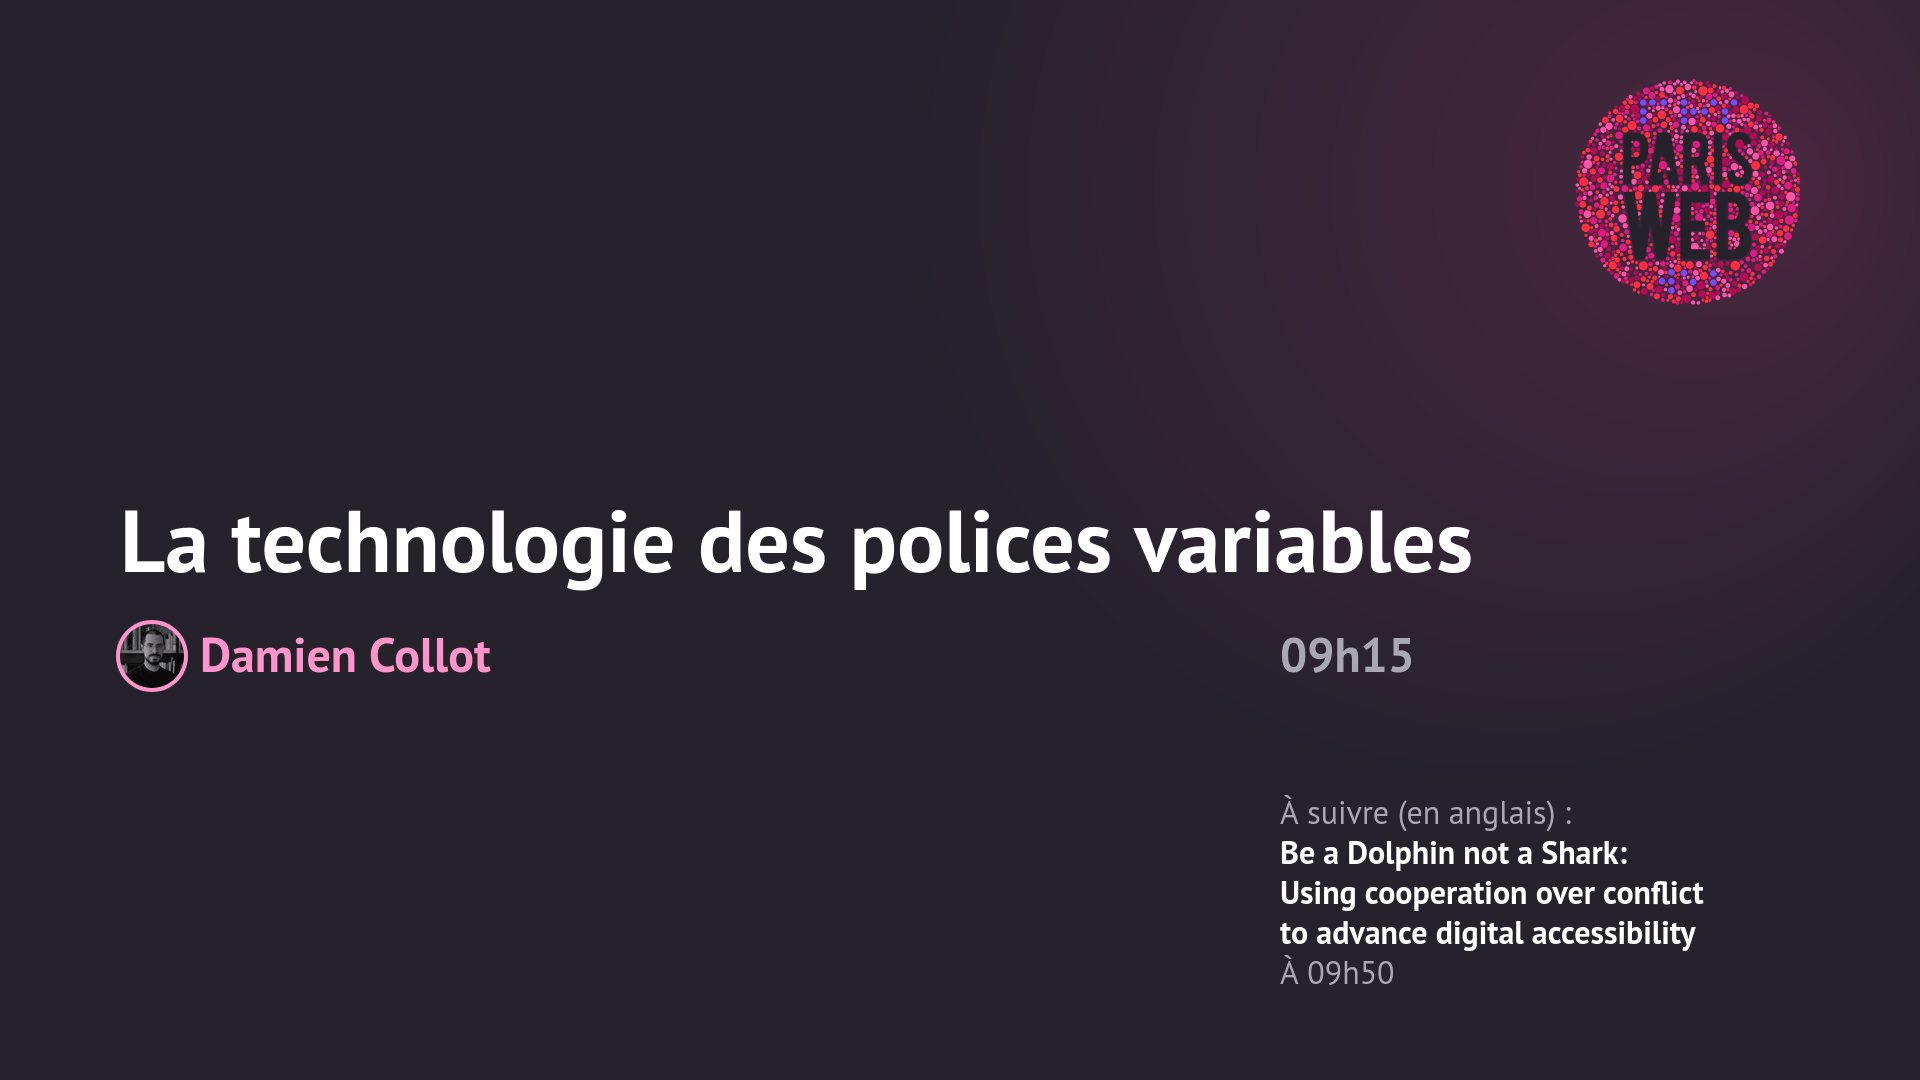 PARIS
WEB
La technologie des polices variables
Damien Collot
09h15
À suivre (en anglais) :
Be a Dolphin not a Shark:
Using cooperation over conflict
to advance digital accessibility
À 09h50